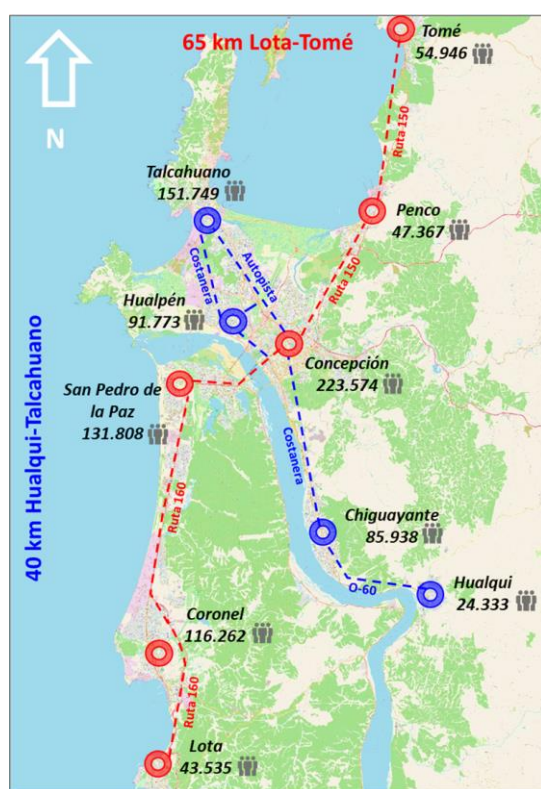 65 km Lota-Tomé
Tomé
54.946
N
Ruta 150
Talcahuano
151.749
Penco
47.367
Costanera
Autopista
Ruta 150
Hualpén
91.773
Concepción
223.574
San Pedro de
la Paz
131.808
40 km Hualqui-Talcahuano
Costanera
Ruta 160
Chiguayante
85.938
O-60
Hualqui
24.333
Coronel
116.262
Ruta 160
Lota
43.535